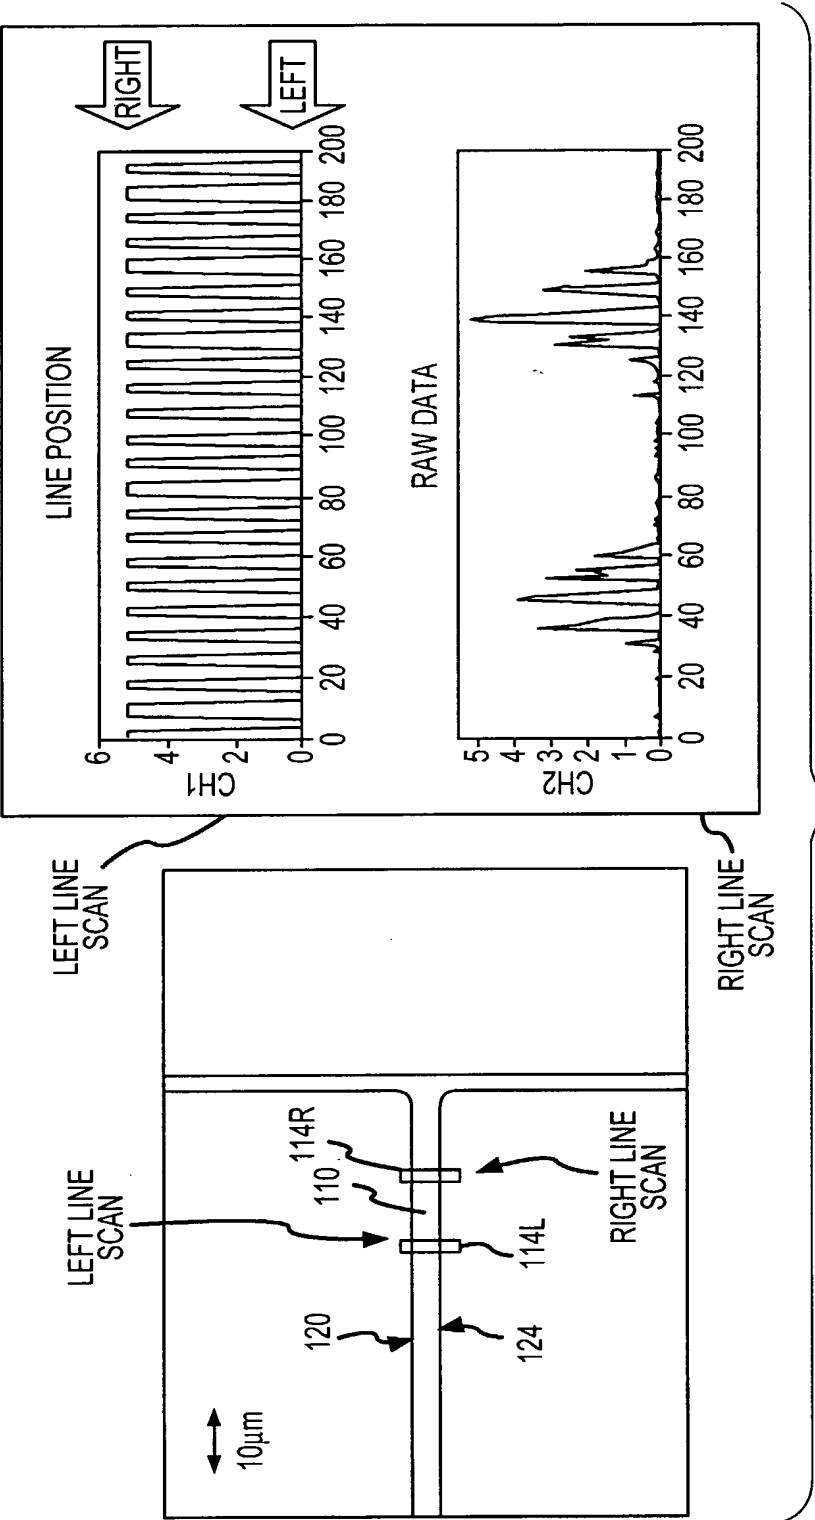 LEFT LINE
SCAN
114R
110
120
124
114L
RIGHT LINE
SCAN
10μm
LEFT LINE
SCAN
RIGHT LINE
SCAN
LINE POSITION
CH1
6
4
2
0
0 20 40 60 80 100 120 140 160 180 200
RIGHT
LEFT
RAW DATA
CH2
5
4
3
2
1
0
0 20 40 60 80 100 120 140 160 180 200